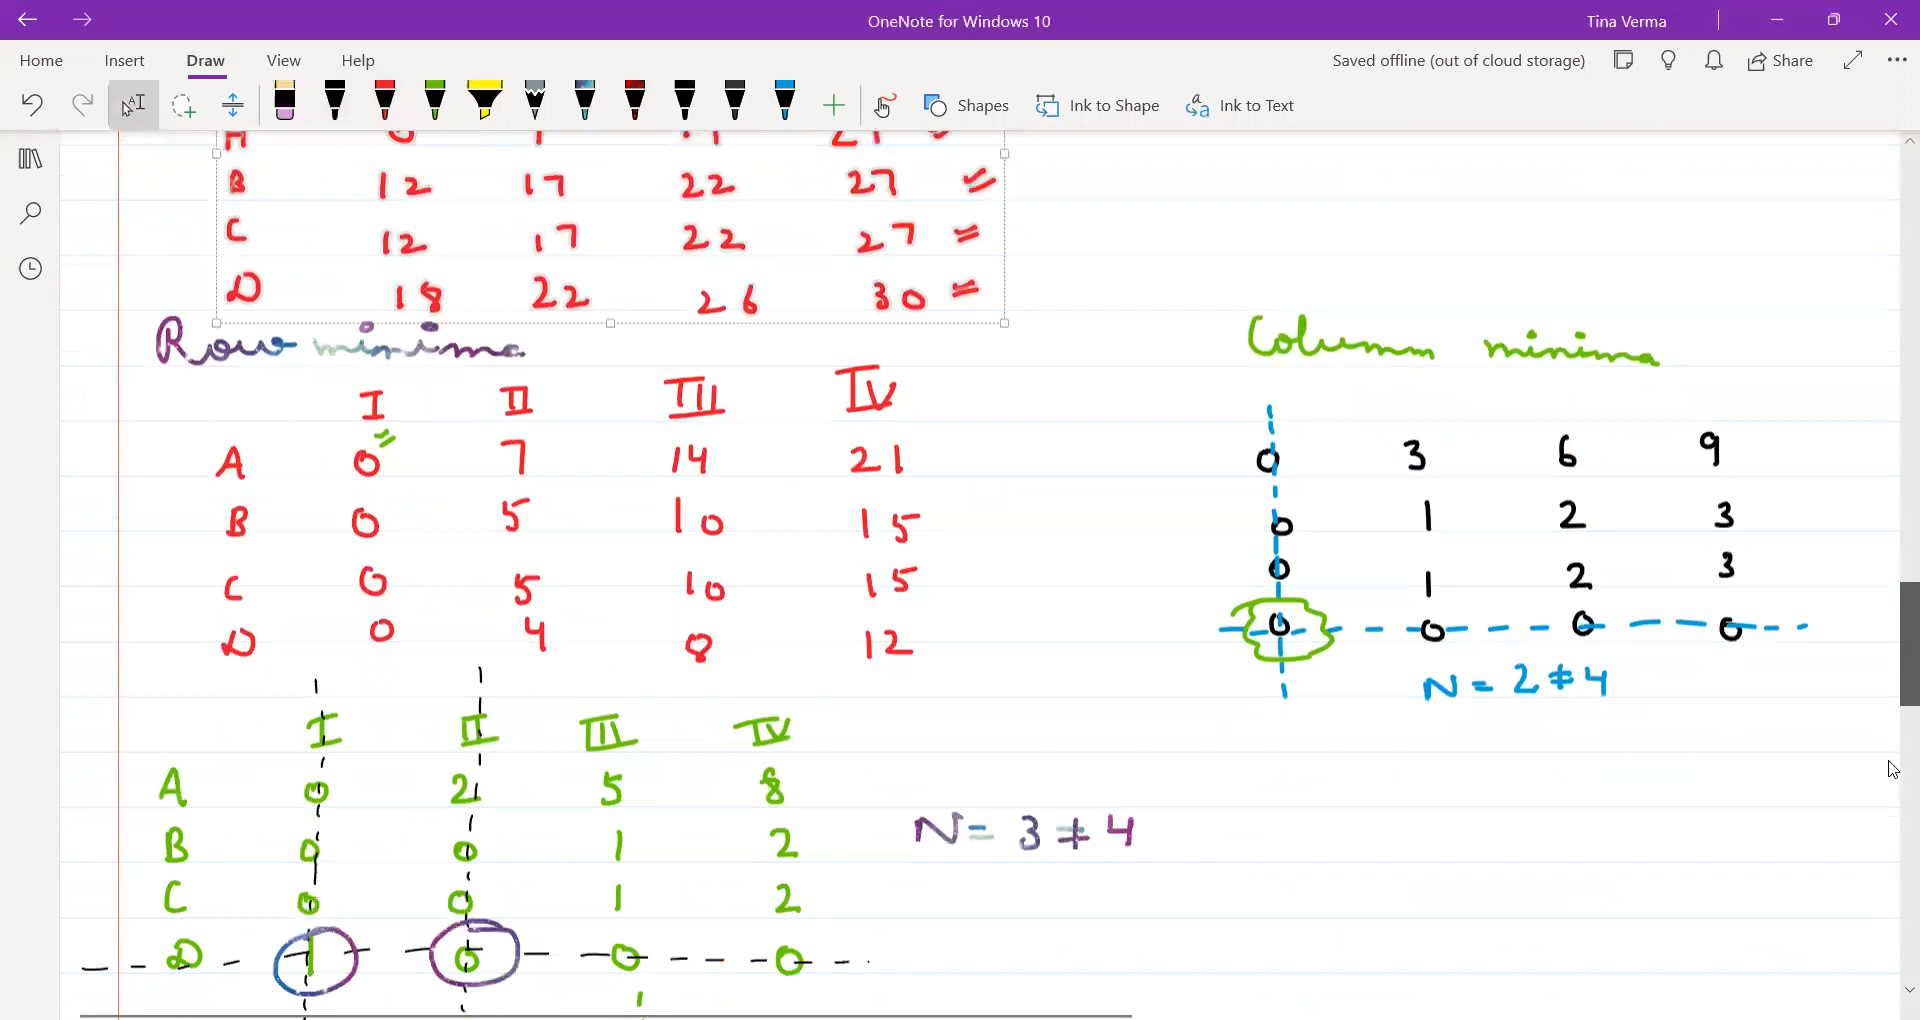 OneNote for Windows 10
Tina Verma
Home Insert Draw View Help
Saved offline (out of cloud storage)
Share
Shapes
Ink to Shape
Ink to Text
B 12 17 22 27
C 12 17 22 27
D 18 22 26 30
Row minima
I II III IV
A 0 7 14 21
B 0 5 10 15
C 0 5 10 15
D 0 4 8 12
Column minima
0 3 6 9
0 1 2 3
0 1 2 3
0 0 0 0
N = 2 ≠ 4
I II III IV
A 0 2 5 8
B 0 0 1 2
C 0 0 1 2
D 1 0 0 0
N = 3 ≠ 4